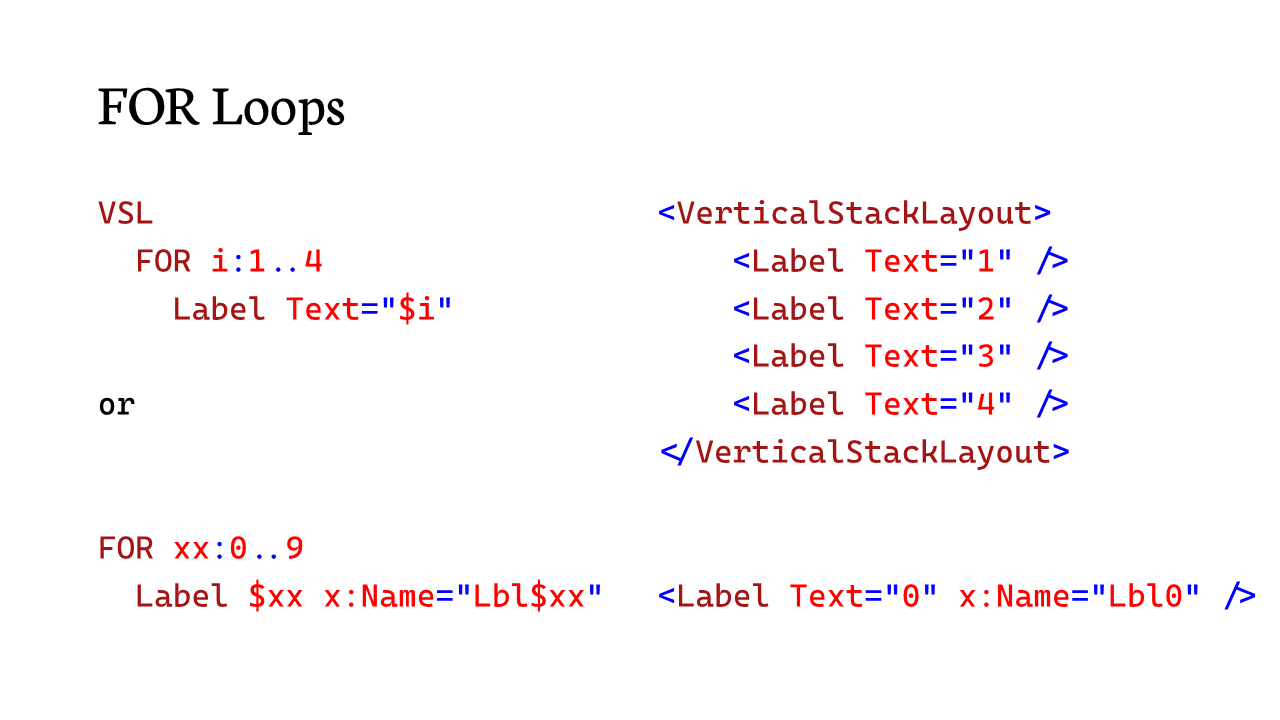 FOR Loops
VSL
  FOR i:1..4
    Label Text="$i"
or
FOR xx:0..9
  Label $xx x:Name="Lbl$xx"
<VerticalStackLayout>
    <Label Text="1" />
    <Label Text="2" />
    <Label Text="3" />
    <Label Text="4" />
</VerticalStackLayout>
<Label Text="0" x:Name="Lbl0" />